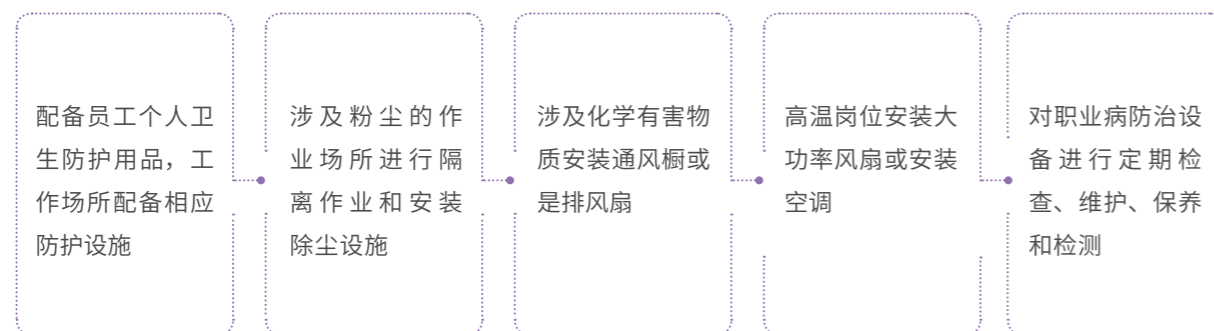 配备员工个人卫
生防护用品，工
作场所配备相应
防护设施
涉及粉尘的作
业场所进行隔
离作业和安装
除尘设施
涉及化学有害物
质安装通风橱或
是排风扇
高温岗位安装大
功率风扇或安装
空调
对职业病防治设
备进行定期检
查、维护、保养
和检测